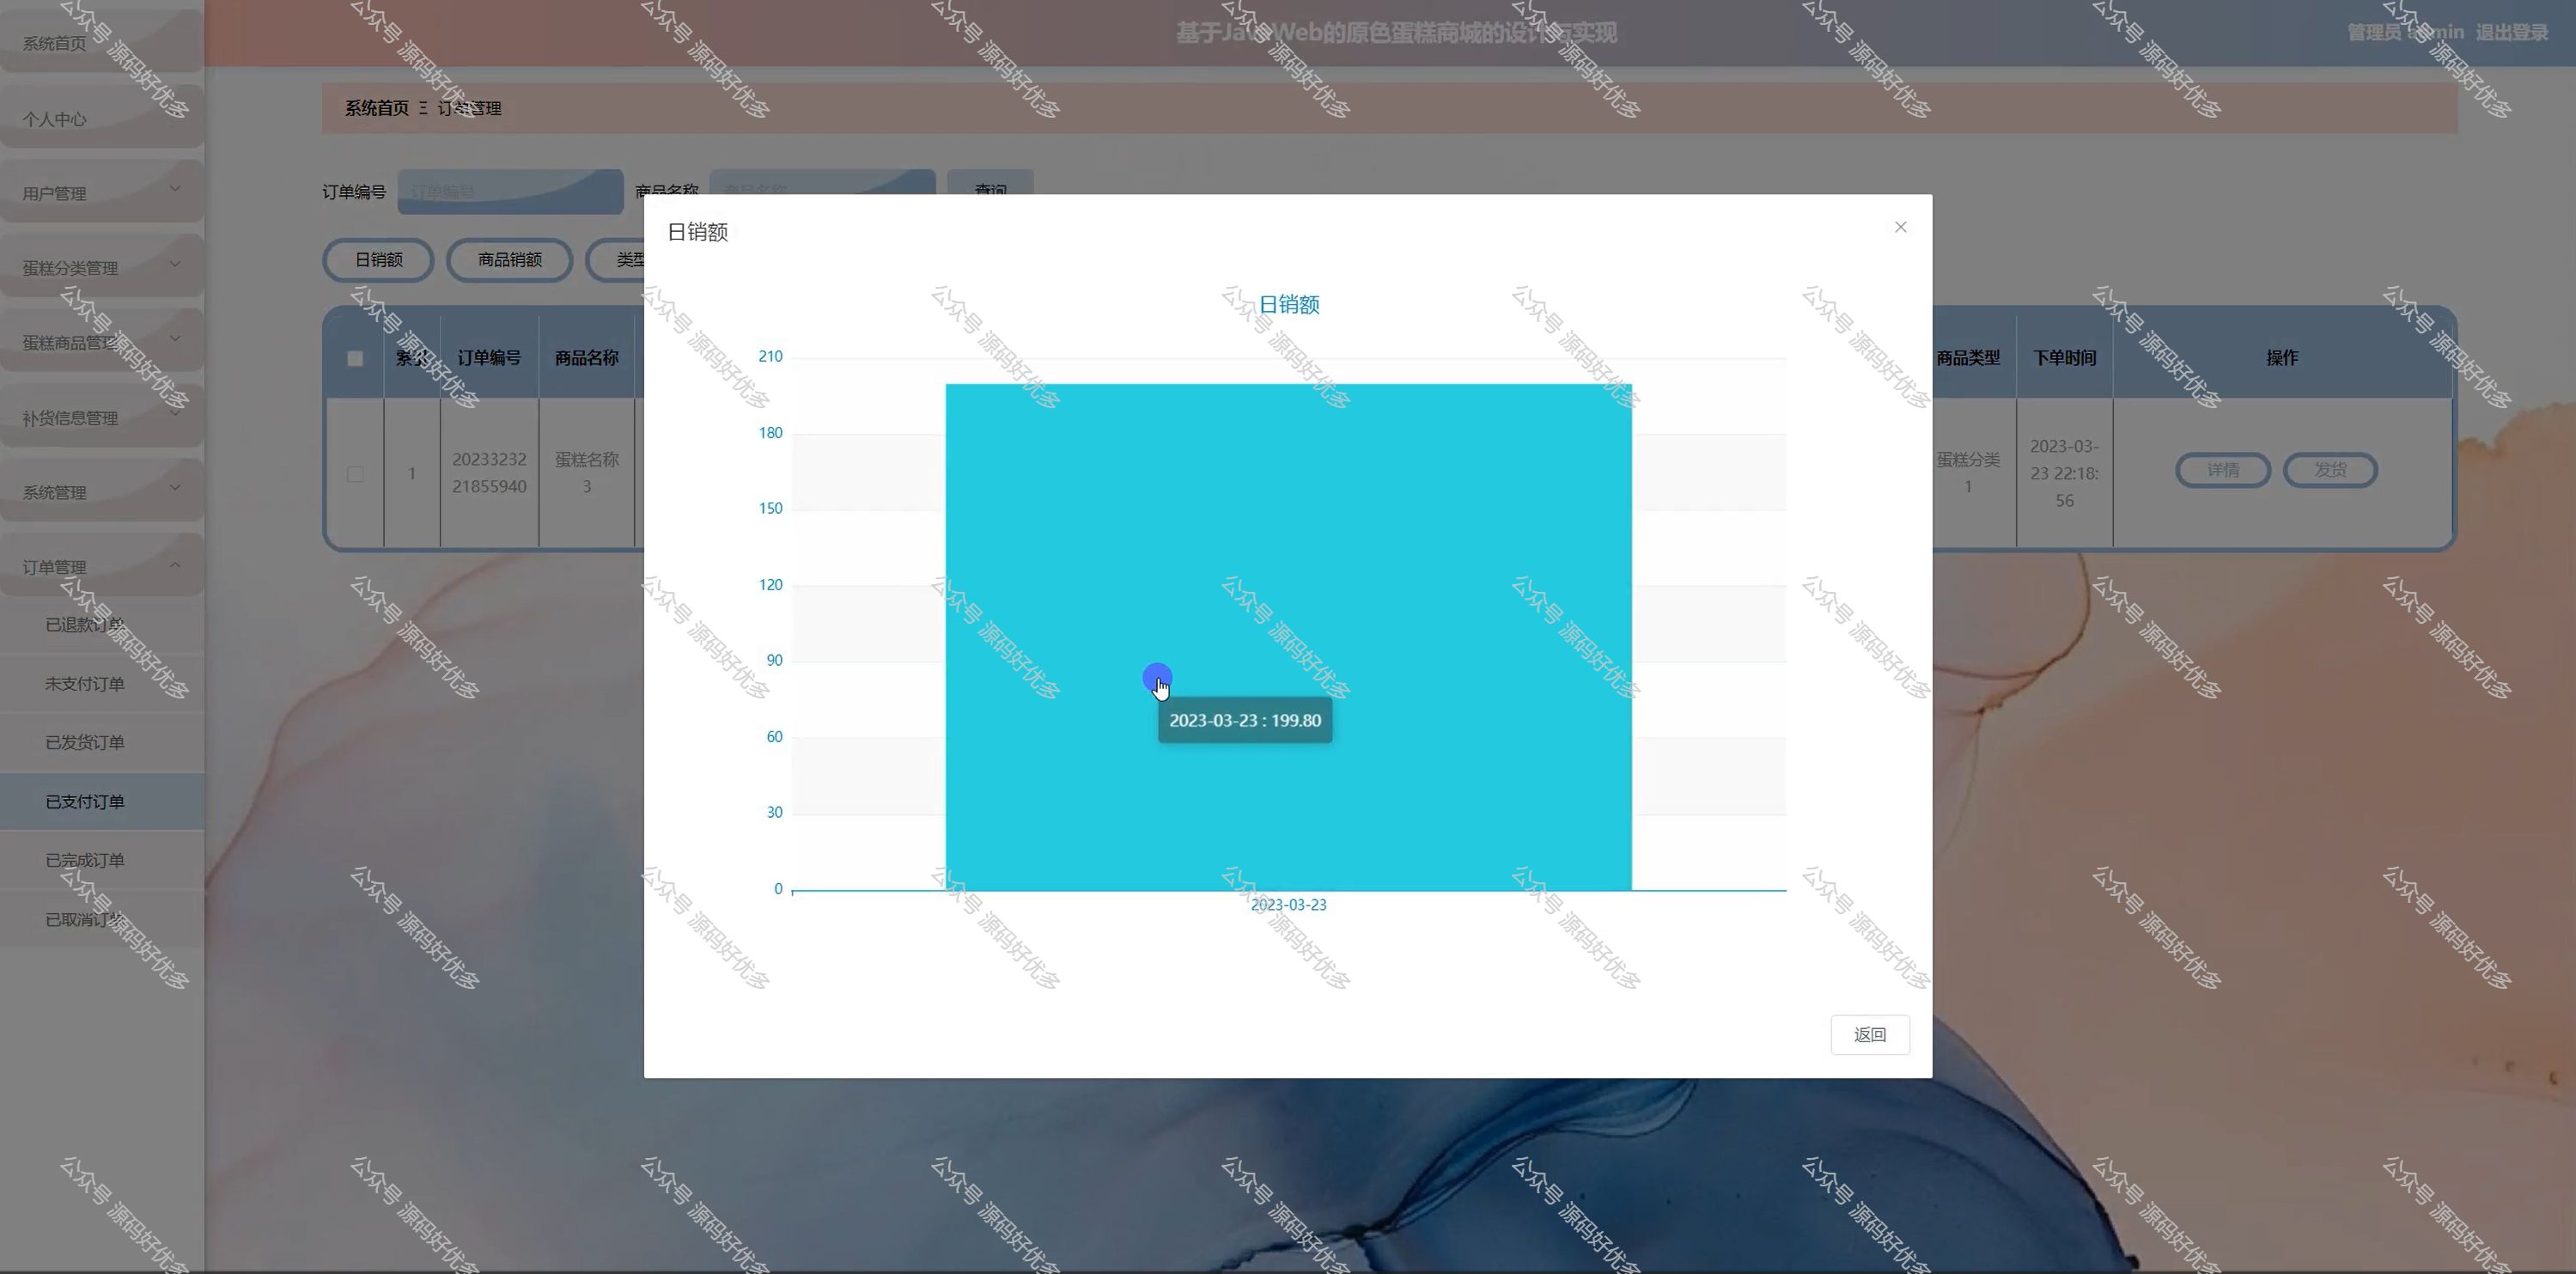 系统首页
个人中心
用户管理
蛋糕分类管理
蛋糕商品管理
补货信息管理
系统管理
订单管理
已退款订单
未支付订单
已发货订单
已支付订单
已完成订单
已取消订单
基于JavaWeb的原色蛋糕商城的设计与实现
管理员 admin 退出登录
系统首页 Ξ 订单管理
订单编号 订单编号 商品名称 商品名称 查询
日销额 商品销额 类型
索引 订单编号 商品名称 商品类型 下单时间 操作
1 20233232 蛋糕名称 蛋糕分类 2023-03-
21855940 3 1 23 22:18:
56
详情 发货
日销额
日销额
210
180
150
120
90
60
30
0
2023-03-23 : 199.80
2023-03-23
返回
公众号 源码好优多